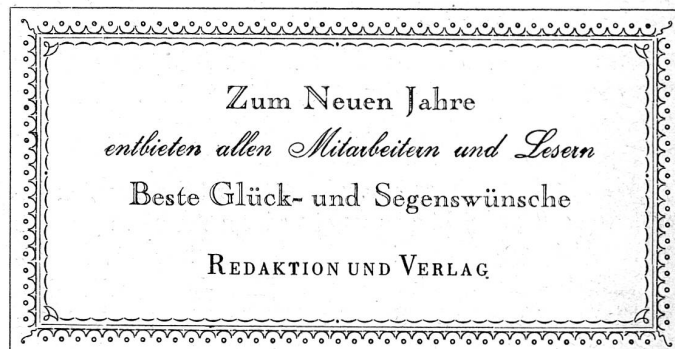 Zum Neuen Jahre
entbieten allen Mitarbeitern und Lesern
Beste Glück- und Segenswünsche
REDAKTION UND VERLAG